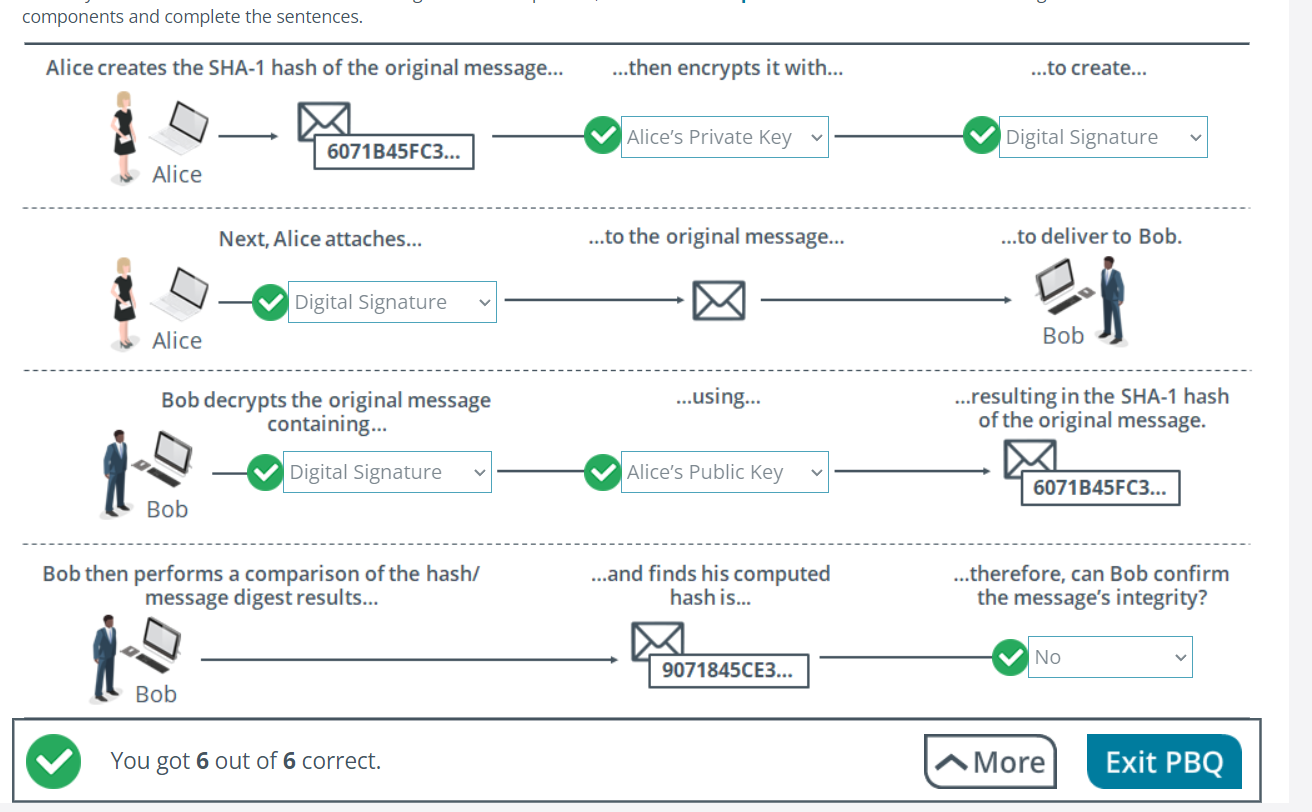 components and complete the sentences.
Alice creates the SHA-1 hash of the original message...
...then encrypts it with...
...to create...
6071B45FC3...
Alice's Private Key
Digital Signature
Alice
Next, Alice attaches...
...to the original message...
...to deliver to Bob.
Digital Signature
Alice
Bob
Bob decrypts the original message
containing...
...using...
...resulting in the SHA-1 hash
of the original message.
Digital Signature
Alice's Public Key
6071B45FC3...
Bob
Bob then performs a comparison of the hash/
message digest results...
...and finds his computed
hash is...
...therefore, can Bob confirm
the message's integrity?
9071845CE3...
No
Bob
You got 6 out of 6 correct.
More
Exit PBQ